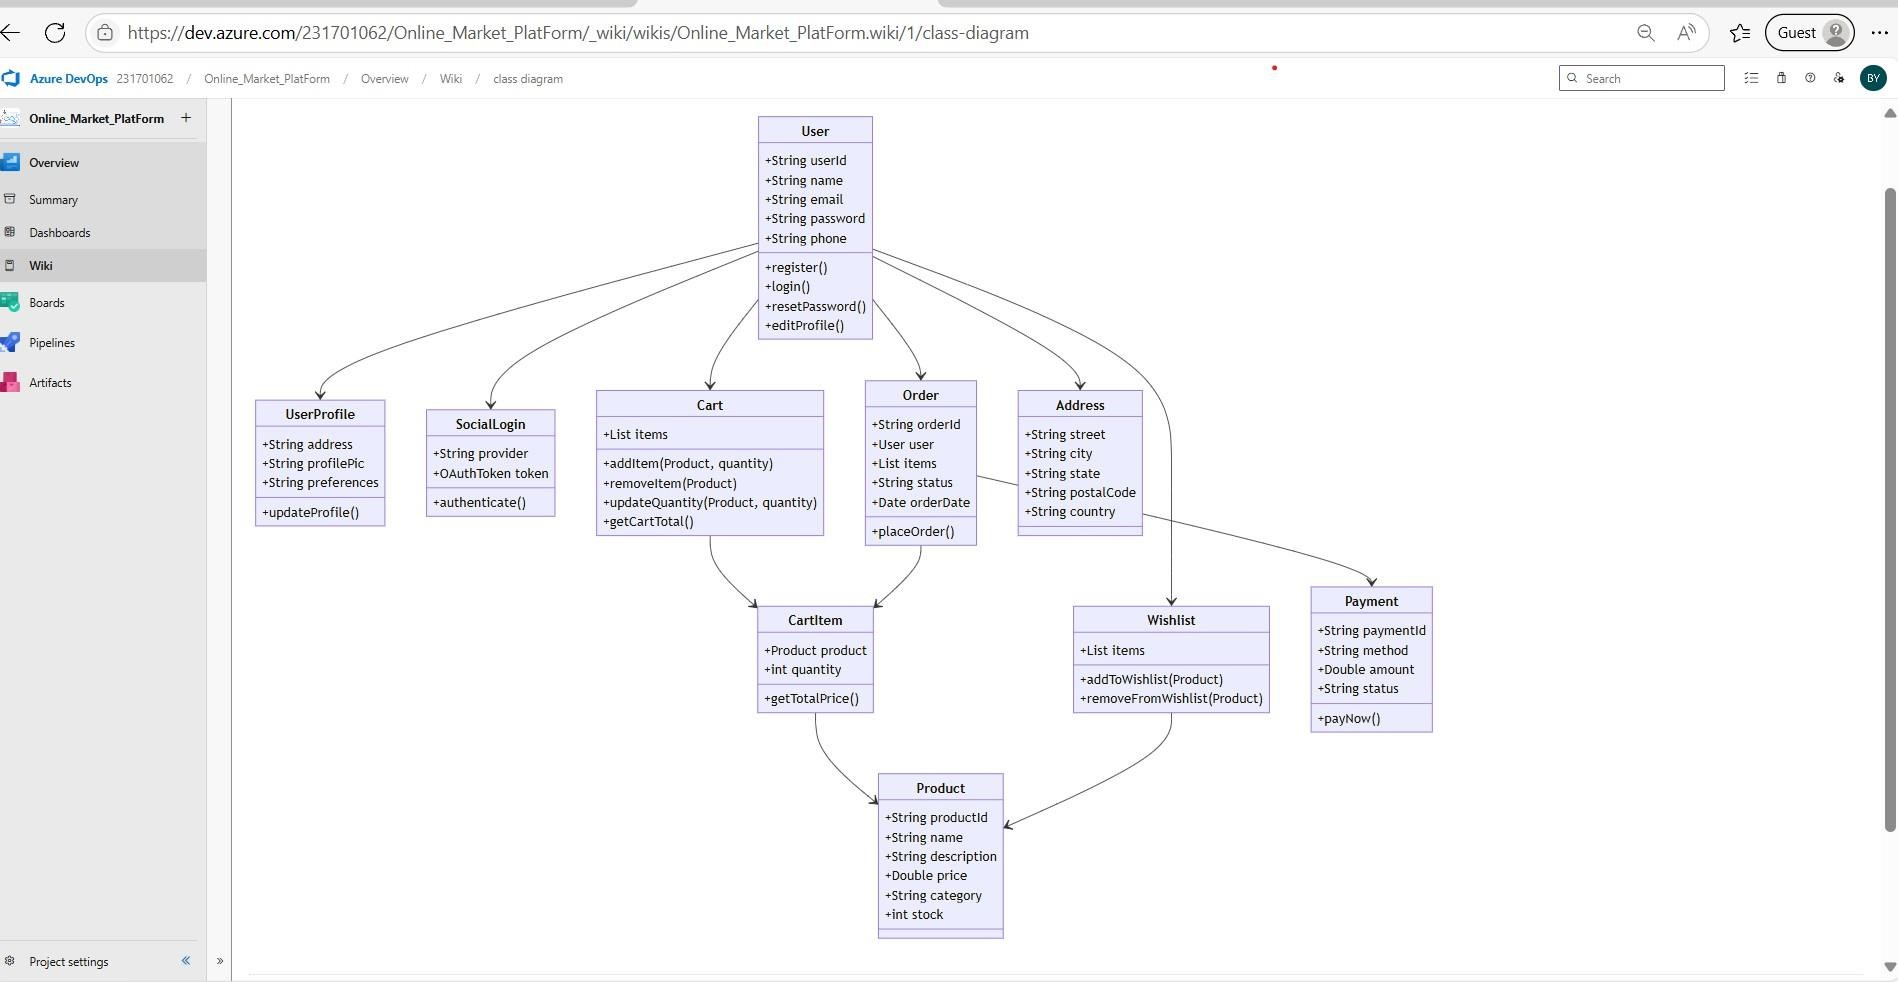 https://dev.azure.com/231701062/Online_Market_PlatForm/_wiki/wikis/Online_Market_PlatForm.wiki/1/class-diagram
Guest
Azure DevOps 231701062 / Online_Market_PlatForm / Overview / Wiki / class diagram
Search
BY
Online_Market_PlatForm +
Overview
Summary
Dashboards
Wiki
Boards
Pipelines
Artifacts
Project settings
User
+String userId
+String name
+String email
+String password
+String phone
+register()
+login()
+resetPassword()
+editProfile()
UserProfile
+String address
+String profilePic
+String preferences
+updateProfile()
SocialLogin
+String provider
+OAuthToken token
+authenticate()
Cart
+List items
+addItem(Product, quantity)
+removeItem(Product)
+updateQuantity(Product, quantity)
+getCartTotal()
Order
+String orderId
+User user
+List items
+String status
+Date orderDate
+placeOrder()
Address
+String street
+String city
+String state
+String postalCode
+String country
CartItem
+Product product
+int quantity
+getTotalPrice()
Wishlist
+List items
+addToWishlist(Product)
+removeFromWishlist(Product)
Payment
+String paymentId
+String method
+Double amount
+String status
+payNow()
Product
+String productId
+String name
+String description
+Double price
+String category
+int stock